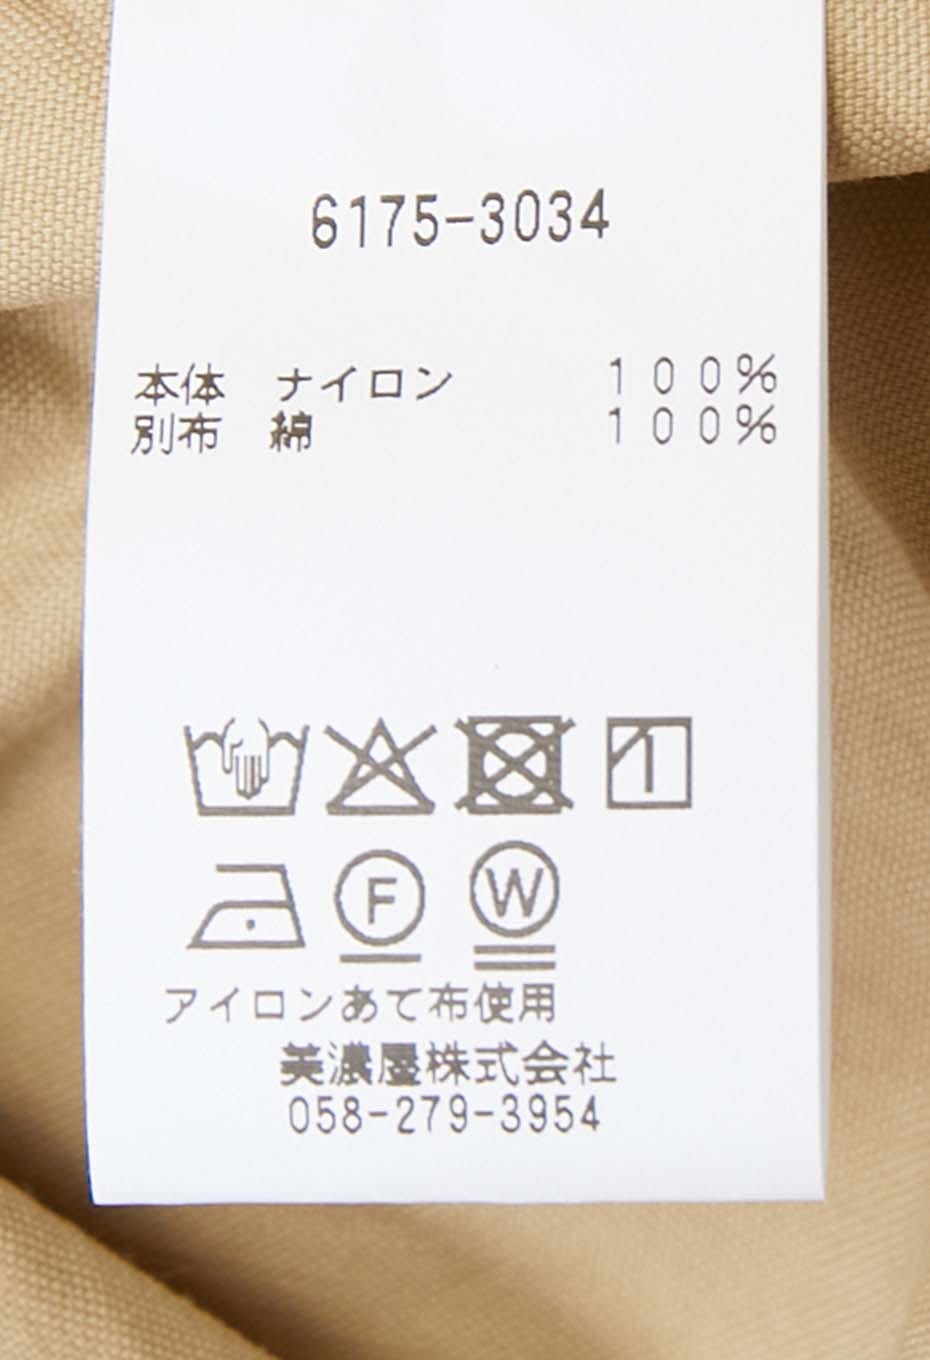 6175-3034
本体 ナイロン 100%
別布 綿 100%
F W
アイロンあて布使用
美濃屋株式会社
058-279-3954